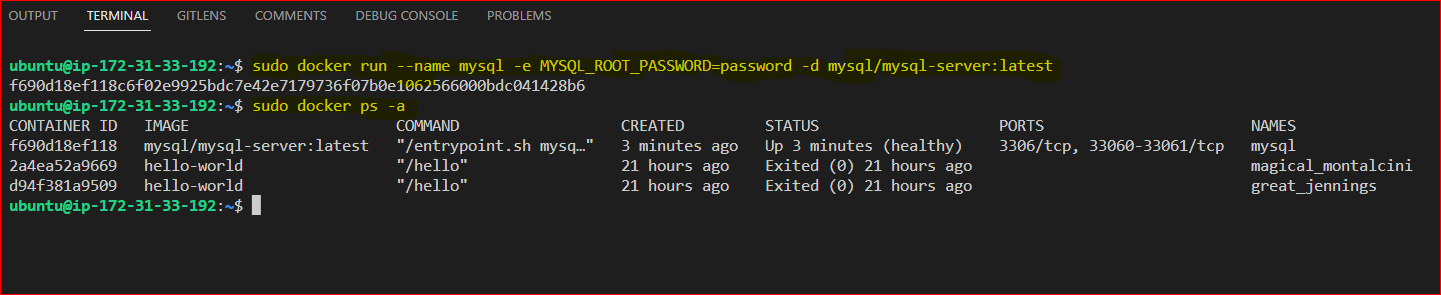 OUTPUT TERMINAL GITLENS COMMENTS DEBUG CONSOLE PROBLEMS
ubuntu@ip-172-31-33-192:~$ sudo docker run --name mysql -e MYSQL_ROOT_PASSWORD=password -d mysql/mysql-server:latest
f690d18ef118c6f02e9925bdc7e42e7179736f07b0e1062566000bdc041428b6
ubuntu@ip-172-31-33-192:~$ sudo docker ps -a
CONTAINER ID IMAGE COMMAND CREATED STATUS PORTS NAMES
f690d18ef118 mysql/mysql-server:latest "/entrypoint.sh mysq…" 3 minutes ago Up 3 minutes (healthy) 3306/tcp, 33060-33061/tcp mysql
2a4ea52a9669 hello-world "/hello" 21 hours ago Exited (0) 21 hours ago magical_montalcini
d94f381a9509 hello-world "/hello" 21 hours ago Exited (0) 21 hours ago great_jennings
ubuntu@ip-172-31-33-192:~$